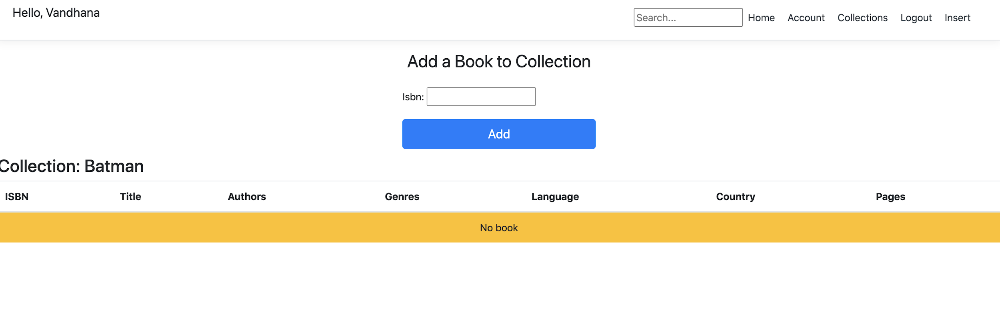 Hello, Vandhana
Search... Home Account Collections Logout Insert
Add a Book to Collection
Isbn:
Add
Collection: Batman
ISBN Title Authors Genres Language Country Pages
No book